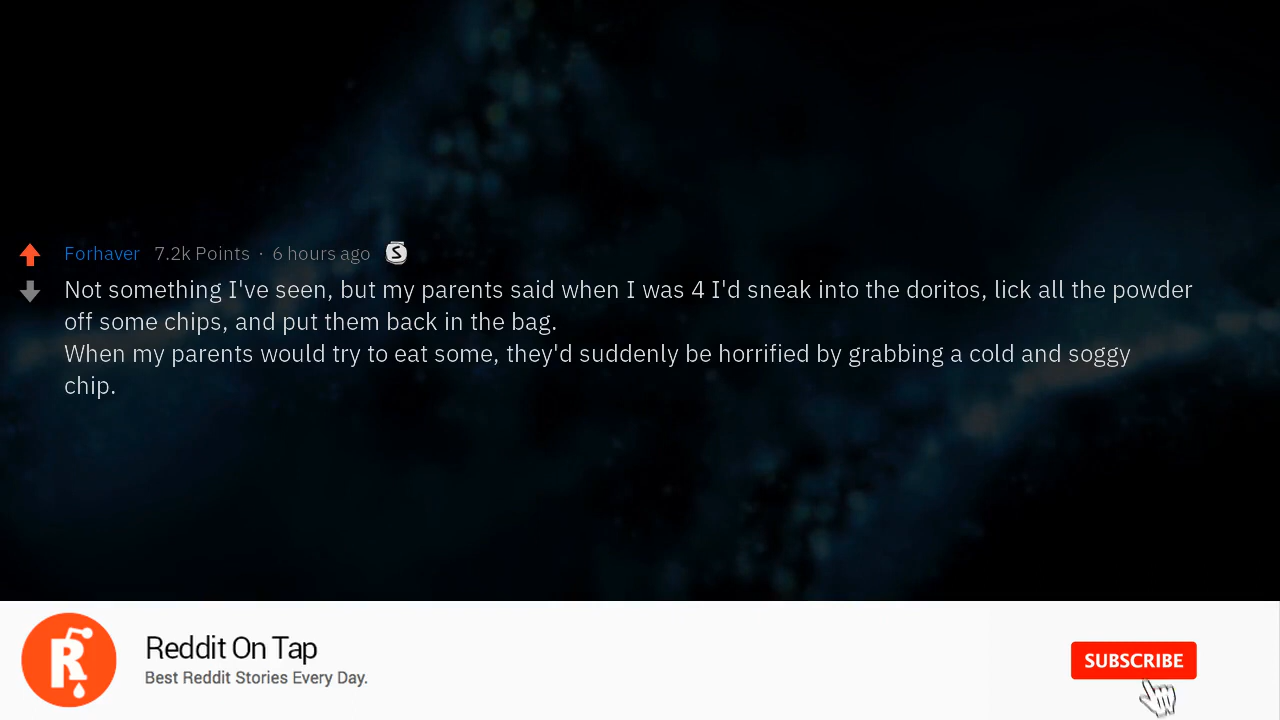 Forhaver 7.2k Points · 6 hours ago S
Not something I've seen, but my parents said when I was 4 I'd sneak into the doritos, lick all the powder
off some chips, and put them back in the bag.
When my parents would try to eat some, they'd suddenly be horrified by grabbing a cold and soggy
chip.
R
Reddit On Tap
Best Reddit Stories Every Day.
SUBSCRIBE